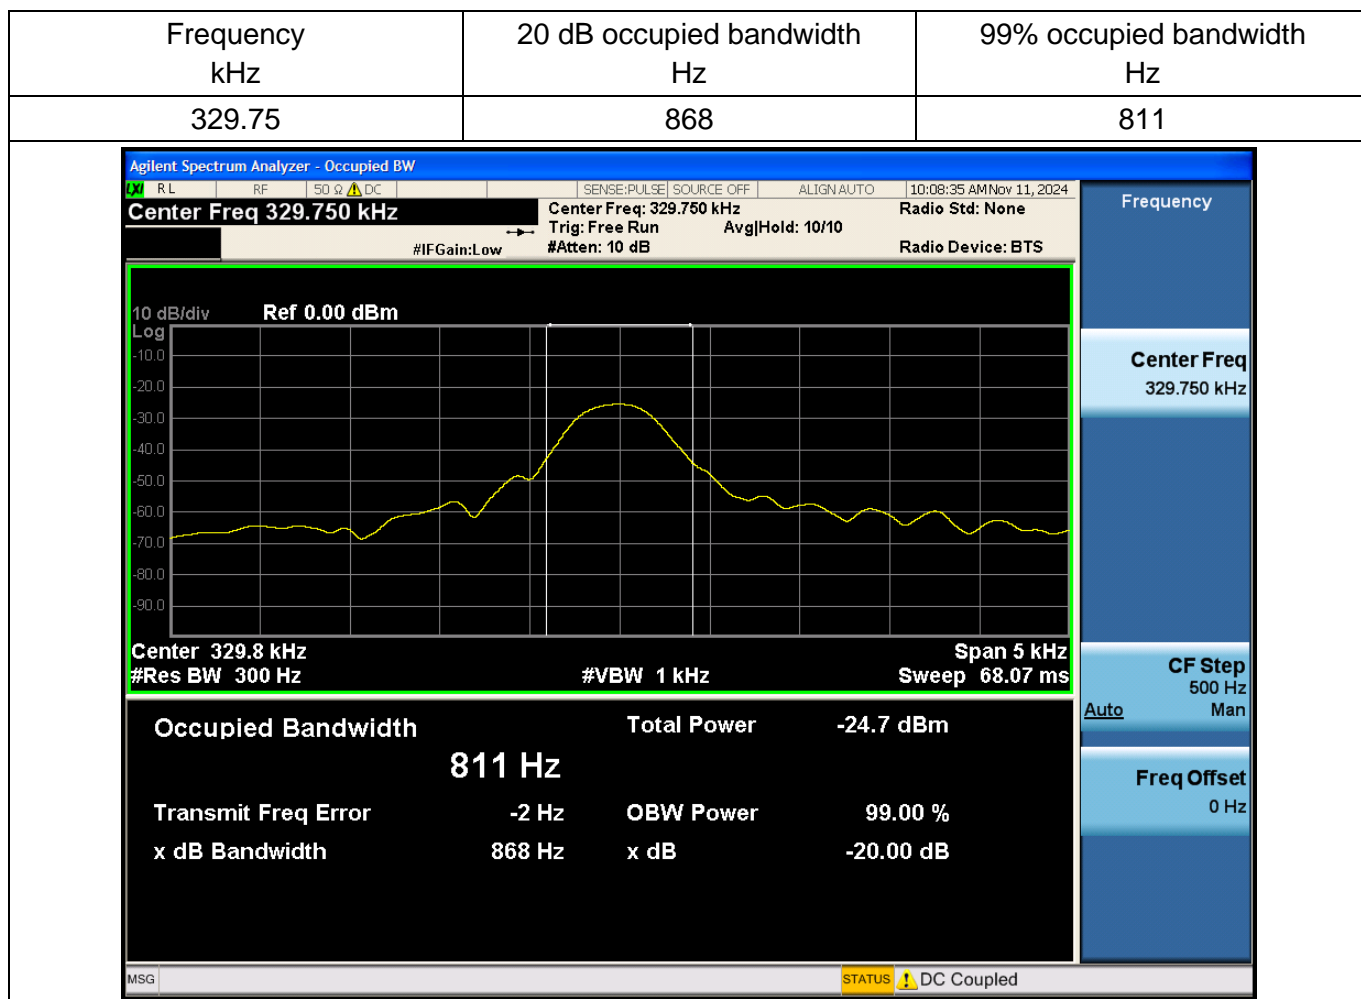 Frequency
kHz
20 dB occupied bandwidth
Hz
99% occupied bandwidth
Hz
329.75
868
811
Agilent Spectrum Analyzer - Occupied BW
LXI RL RF 50 Ω DC SENSE:PULSE SOURCE OFF ALIGN AUTO 10:08:35 AM Nov 11, 2024
Center Freq 329.750 kHz
#IFGain:Low
Center Freq: 329.750 kHz
Trig: Free Run Avg|Hold: 10/10
#Atten: 10 dB
Radio Std: None
Radio Device: BTS
10 dB/div Ref 0.00 dBm
Log
-10.0
-20.0
-30.0
-40.0
-50.0
-60.0
-70.0
-80.0
-90.0
Center 329.8 kHz Span 5 kHz
#Res BW 300 Hz #VBW 1 kHz Sweep 68.07 ms
Occupied Bandwidth Total Power -24.7 dBm
811 Hz
Transmit Freq Error -2 Hz OBW Power 99.00 %
x dB Bandwidth 868 Hz x dB -20.00 dB
Frequency
Center Freq
329.750 kHz
CF Step
500 Hz
Auto Man
Freq Offset
0 Hz
MSG STATUS DC Coupled